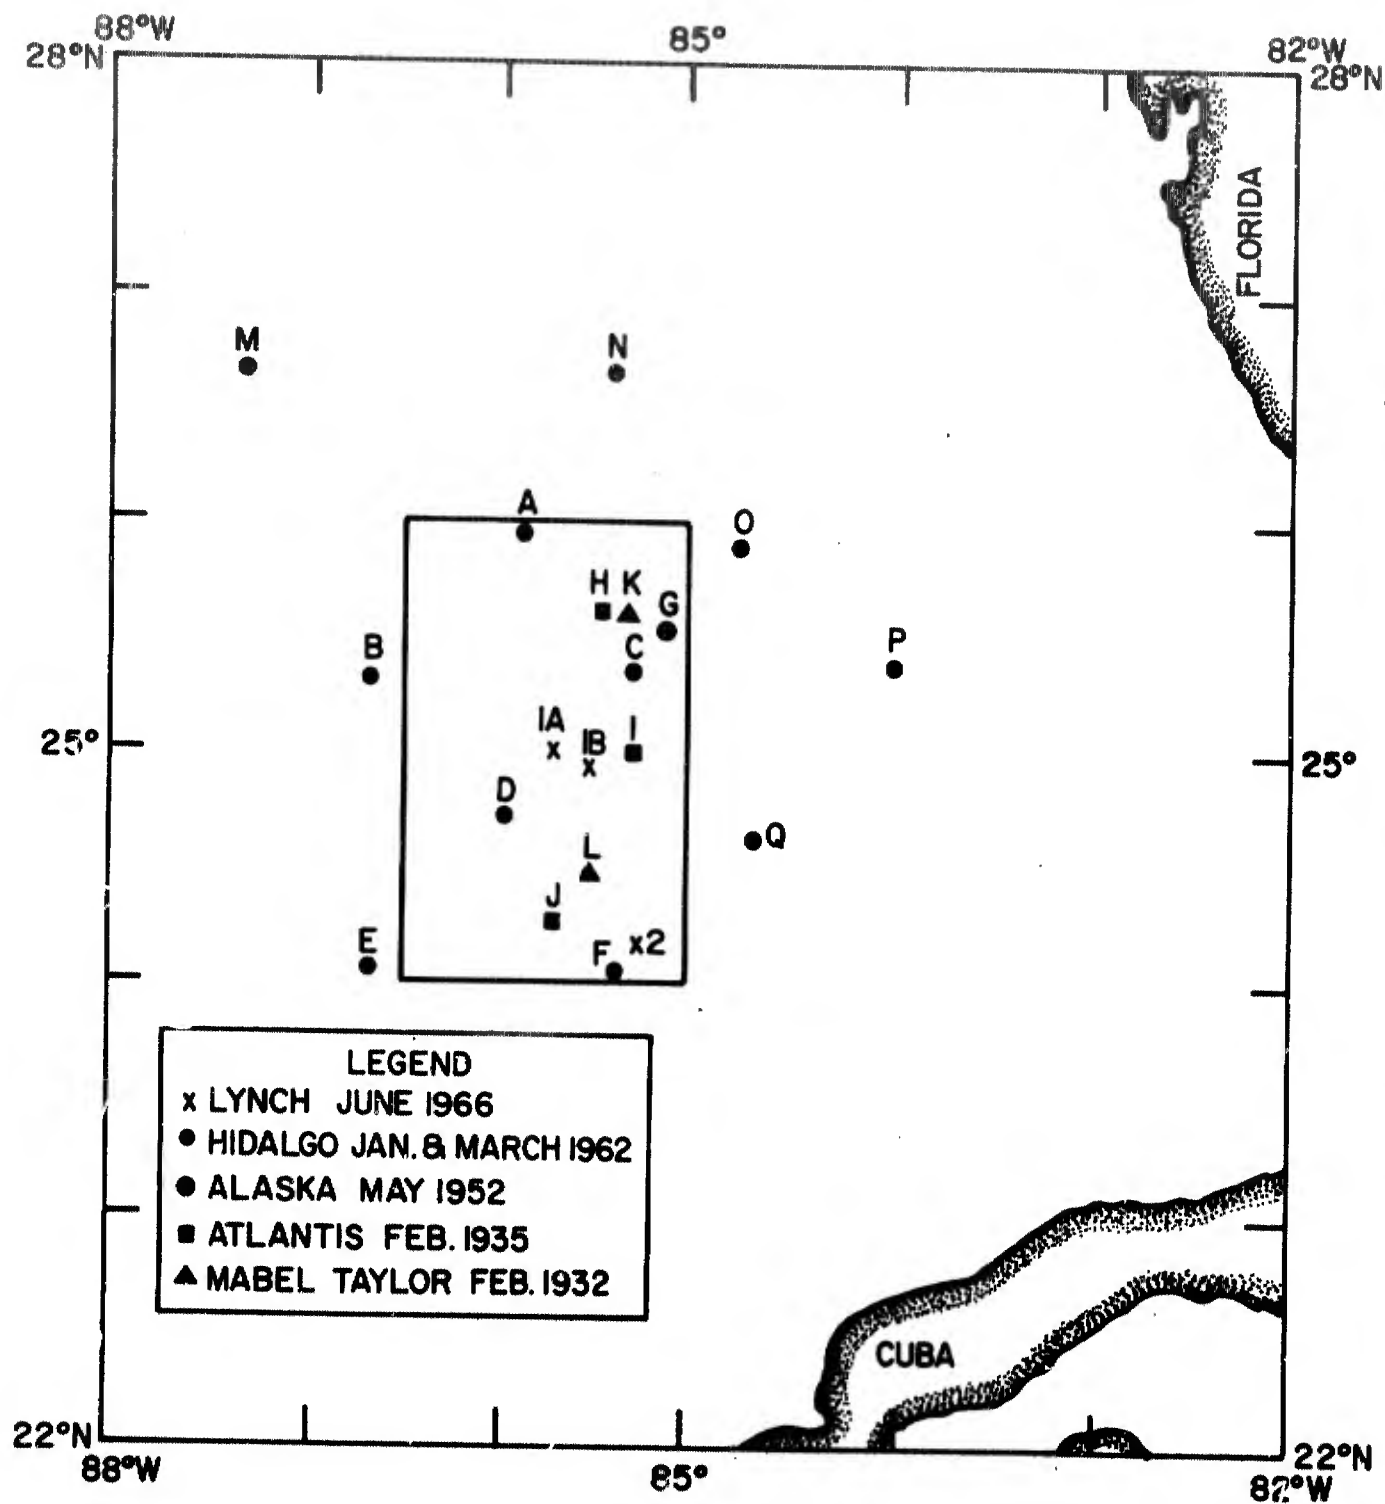 88°W 85° 82°W
28°N 28°N
FLORIDA
M N
A O
H K
G
B C P
IA IB I
25° 25°
D
Q
L
J
E F x2
LEGEND
x LYNCH JUNE 1966
● HIDALGO JAN. & MARCH 1962
● ALASKA MAY 1952
■ ATLANTIS FEB. 1935
▲ MABEL TAYLOR FEB. 1932
CUBA
22°N 22°N
88°W 85° 82°W